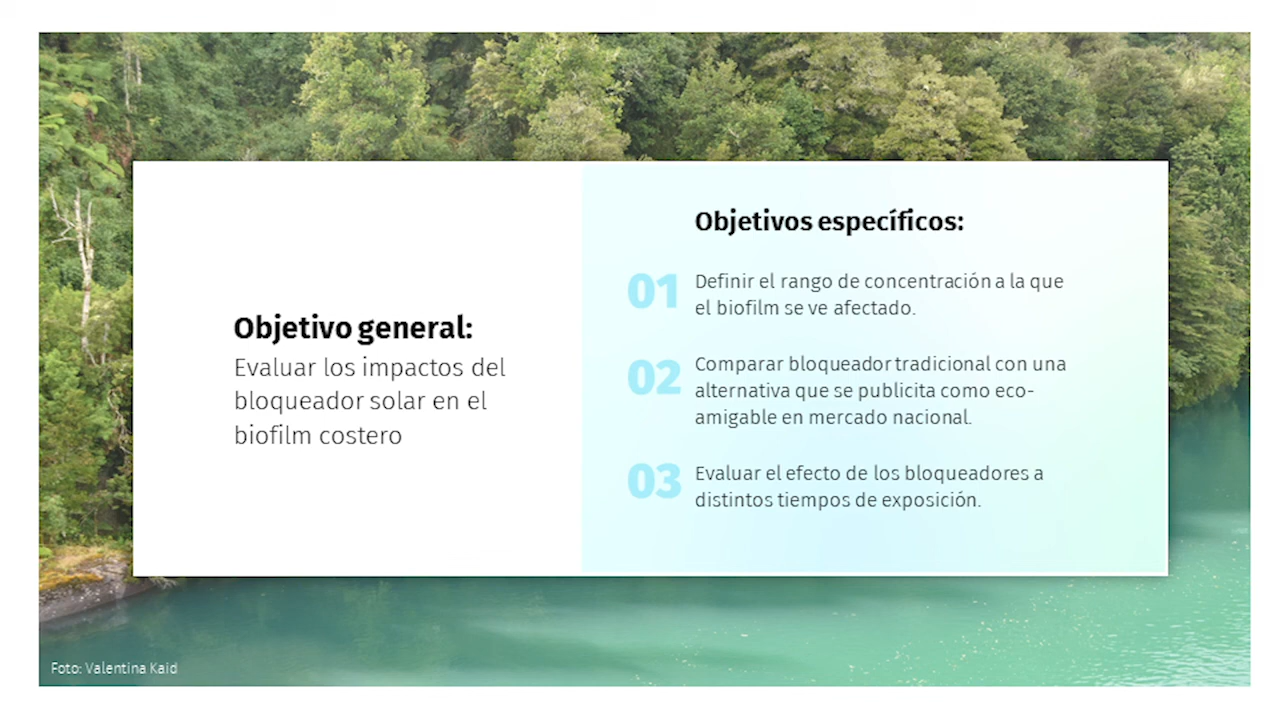 Objetivo general:
Evaluar los impactos del
bloqueador solar en el
biofilm costero
Objetivos específicos:
01
Definir el rango de concentración a la que
el biofilm se ve afectado.
02
Comparar bloqueador tradicional con una
alternativa que se publicita como eco-
amigable en mercado nacional.
03
Evaluar el efecto de los bloqueadores a
distintos tiempos de exposición.
Foto: Valentina Kaid